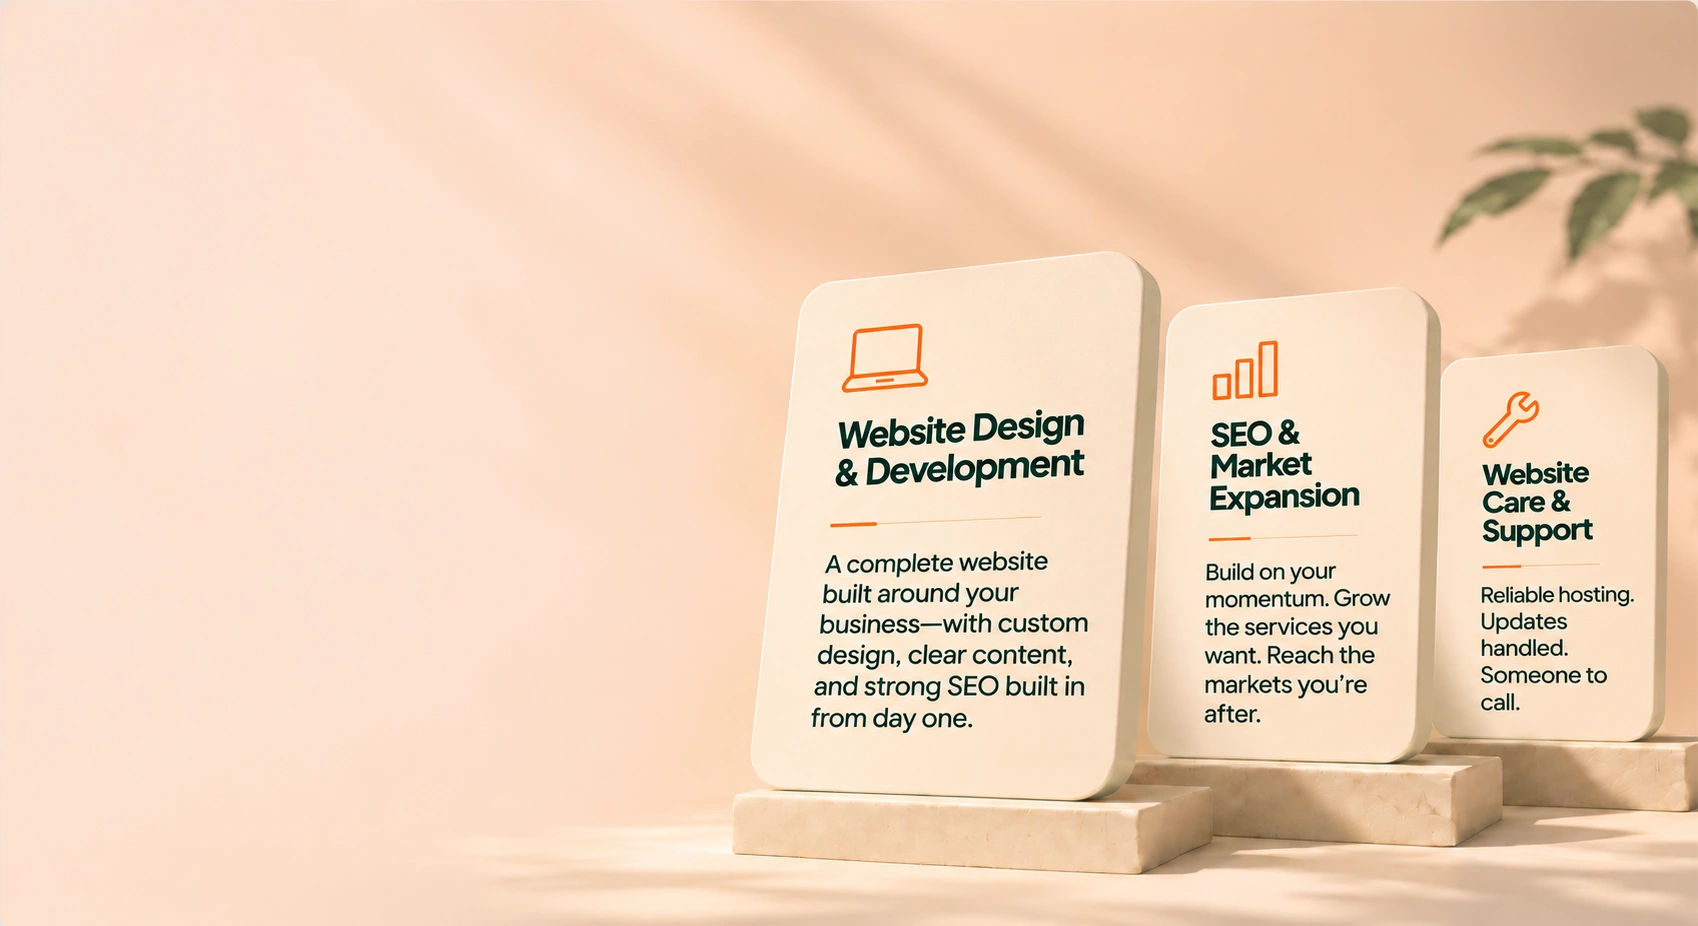 Website Design
& Development
A complete website
built around your
business—with custom
design, clear content,
and strong SEO built in
from day one.
SEO &
Market
Expansion
Build on your
momentum. Grow
the services you
want. Reach the
markets you’re
after.
Website
Care &
Support
Reliable hosting.
Updates
handled.
Someone to
call.